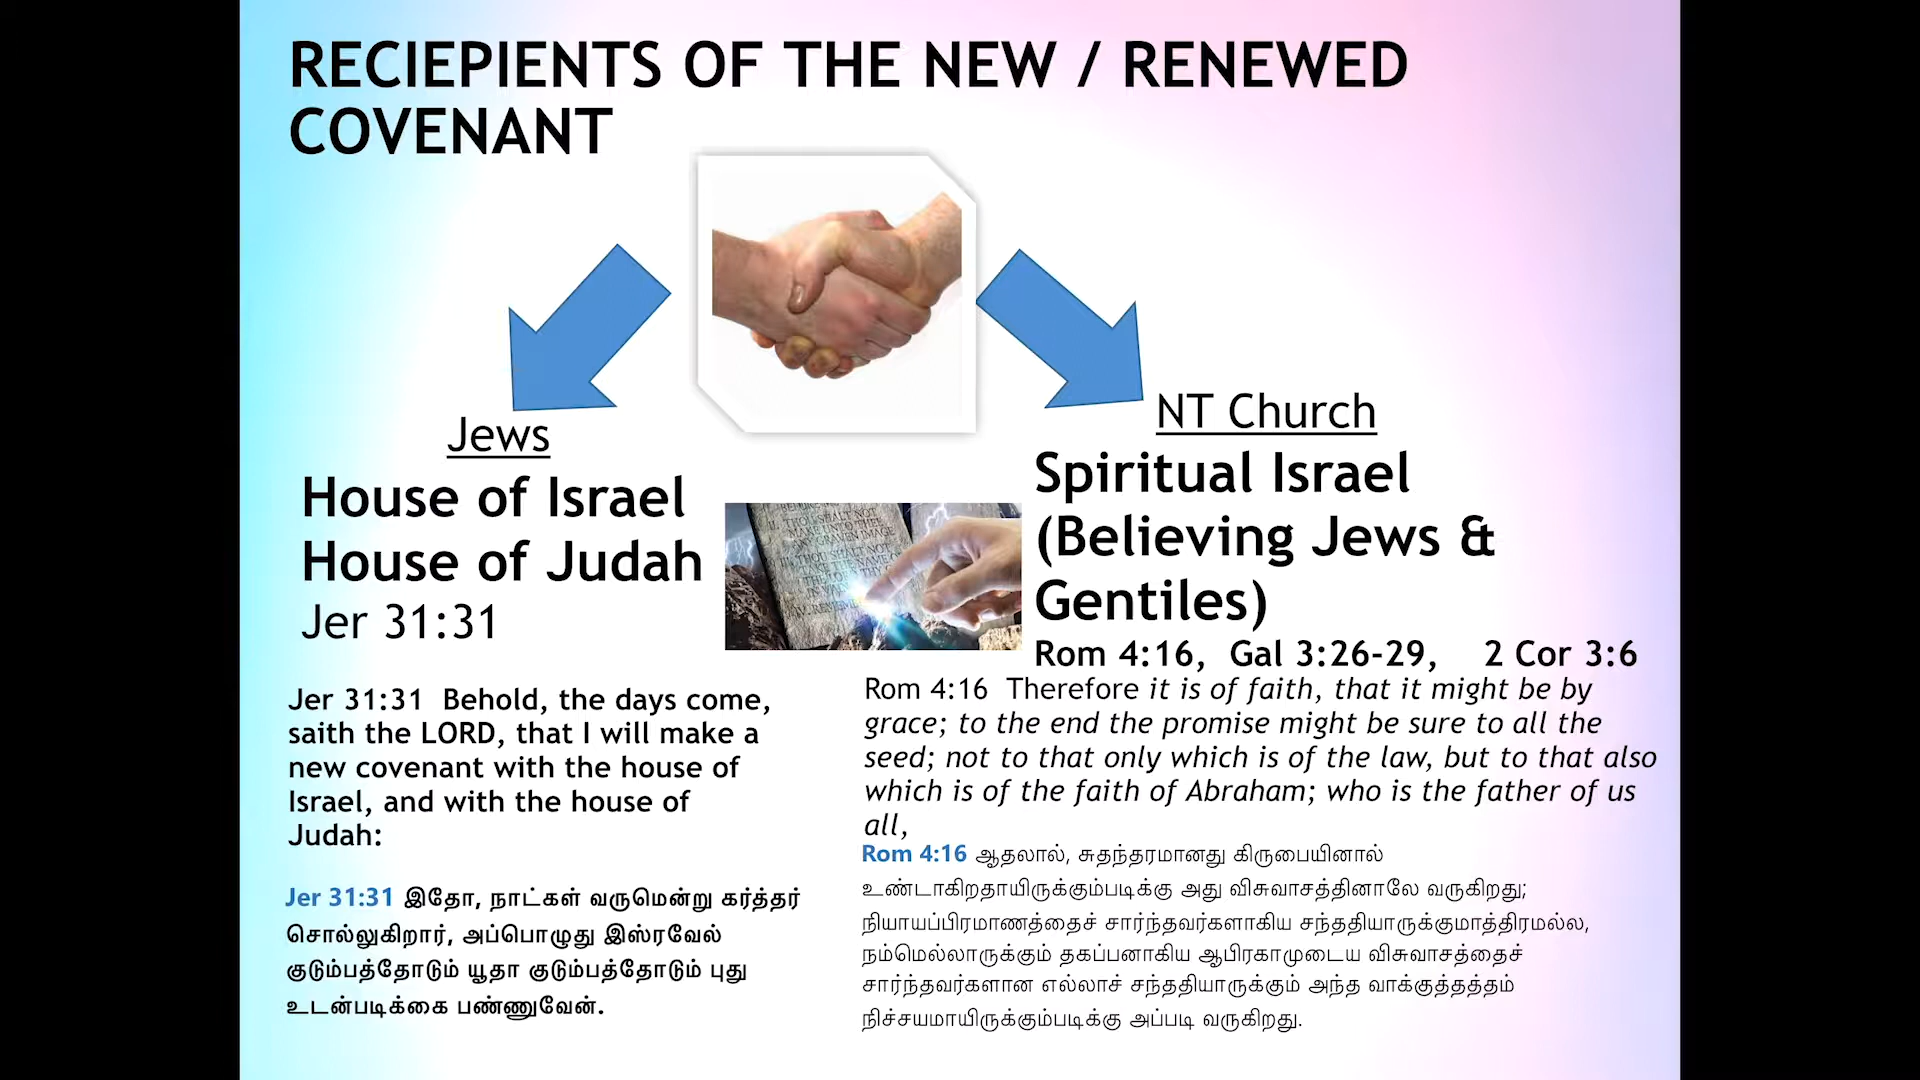 RECIEPIENTS OF THE NEW / RENEWED
COVENANT
Jews
House of Israel
House of Judah
Jer 31:31
NT Church
Spiritual Israel
(Believing Jews &
Gentiles)
Rom 4:16, Gal 3:26-29, 2 Cor 3:6
Jer 31:31 Behold, the days come,
saith the LORD, that I will make a
new covenant with the house of
Israel, and with the house of
Judah:
Jer 31:31 இதோ, நாட்கள் வருமென்று கர்த்தர்
சொல்லுகிறார், அப்பொழுது இஸ்ரவேல்
குடும்பத்தோடும் யூதா குடும்பத்தோடும் புது
உடன்படிக்கை பண்ணுவேன்.
Rom 4:16 Therefore it is of faith, that it might be by
grace; to the end the promise might be sure to all the
seed; not to that only which is of the law, but to that also
which is of the faith of Abraham; who is the father of us
all,
Rom 4:16 ஆதலால், சுதந்தரமானது கிருபையினால்
உண்டாகிறதாயிருக்கும்படிக்கு அது விசுவாசத்தினாலே வருகிறது;
நியாயப்பிரமாணத்தைச் சார்ந்தவர்களாகிய சந்ததியாருக்குமாத்திரமல்ல,
நம்மெல்லாருக்கும் தகப்பனாகிய ஆபிரகாமுடைய விசுவாசத்தைச்
சார்ந்தவர்களான எல்லாச் சந்ததியாருக்கும் அந்த வாக்குத்தத்தம்
நிச்சயமாயிருக்கும்படிக்கு அப்படி வருகிறது.
THOU SHALT NOT
GRAVEN IMAGE
THOU SHALT NOT